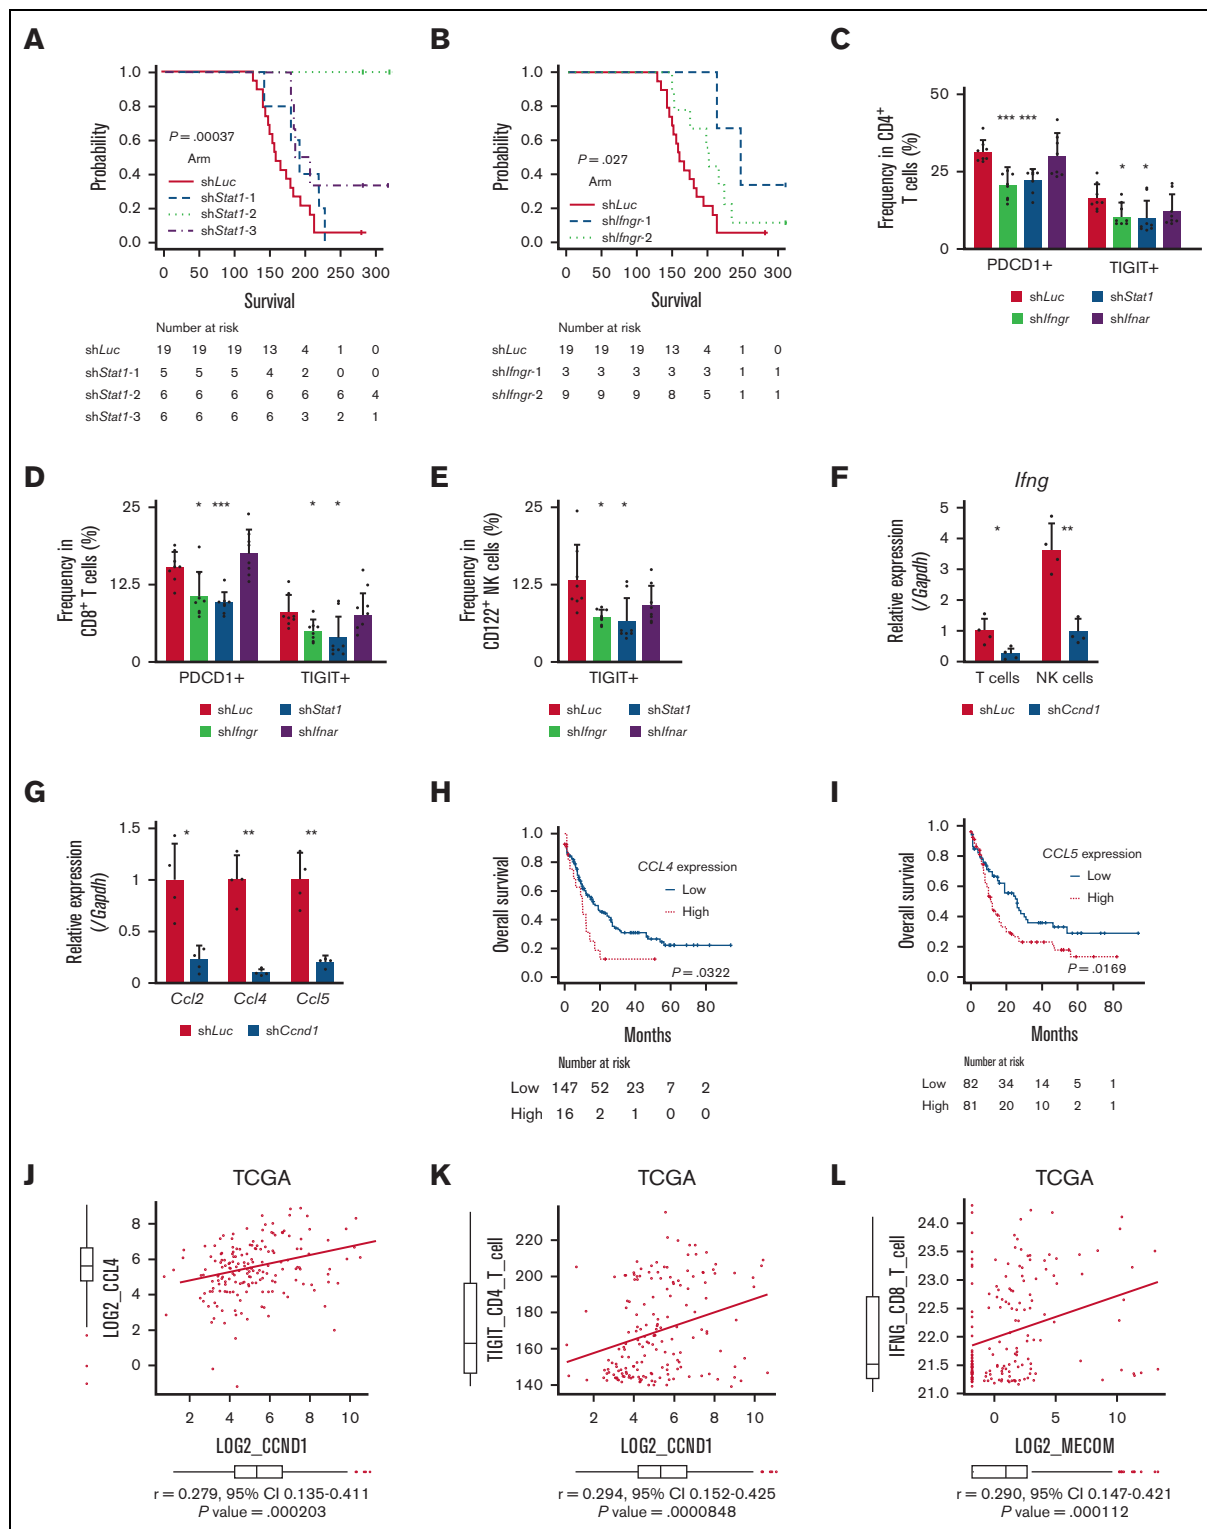 A
1.0
0.8
0.6
0.4
0.2
0.0
Probability
P = .00037
Arm
shLuc
shStat1-1
shStat1-2
shStat1-3
0 50 100 150 200 250 300
Survival
Number at risk
shLuc 19 19 19 13 4 1 0
shStat1-1 5 5 5 4 2 0 0
shStat1-2 6 6 6 6 6 6 4
shStat1-3 6 6 6 6 3 2 1
B
1.0
0.8
0.6
0.4
0.2
0.0
Probability
P = .027
Arm
shLuc
shIfngr-1
shIfngr-2
0 50 100 150 200 250 300
Survival
Number at risk
shLuc 19 19 19 13 4 1 0
shIfngr-1 3 3 3 3 3 1 1
shIfngr-2 9 9 9 8 5 1 1
C
Frequency in CD4+
T cells (%)
50
25
0
*** ***
* *
PDCD1+ TIGIT+
shLuc shStat1
shIfngr shIfnar
D
Frequency in
CD8+ T cells (%)
25
12.5
0
* ***
* *
PDCD1+ TIGIT+
shLuc shStat1
shIfngr shIfnar
E
Frequency in
CD122+ NK cells (%)
25
12.5
0
* *
TIGIT+
shLuc shStat1
shIfngr shIfnar
F
Ifng
Relative expression
(/Gapdh)
5
4
3
2
1
0
* **
T cells NK cells
shLuc shCcnd1
G
Relative expression
(/Gapdh)
1.5
1
0.5
0
* ** **
Ccl2 Ccl4 Ccl5
shLuc shCcnd1
H
Overall survival
1.0
0.8
0.6
0.4
0.2
0.0
CCL4 expression
Low
High
P = .0322
0 20 40 60 80
Months
Number at risk
Low 147 52 23 7 2
High 16 2 1 0 0
I
Overall survival
1.0
0.8
0.6
0.4
0.2
0.0
CCL5 expression
Low
High
P = .0169
0 20 40 60 80
Months
Number at risk
Low 82 34 14 5 1
High 81 20 10 2 1
J
TCGA
LOG2_CCL4
8
6
4
2
0
2 4 6 8 10
LOG2_CCND1
r = 0.279, 95% CI 0.135-0.411
P value = .000203
K
TCGA
TIGIT_CD4_T_cell
220
200
180
160
140
2 4 6 8 10
LOG2_CCND1
r = 0.294, 95% CI 0.152-0.425
P value = .0000848
L
TCGA
IFNG_CD8_T_cell
24.0
23.5
23.0
22.5
22.0
21.5
21.0
0 5 10
LOG2_MECOM
r = 0.290, 95% CI 0.147-0.421
P value = .000112